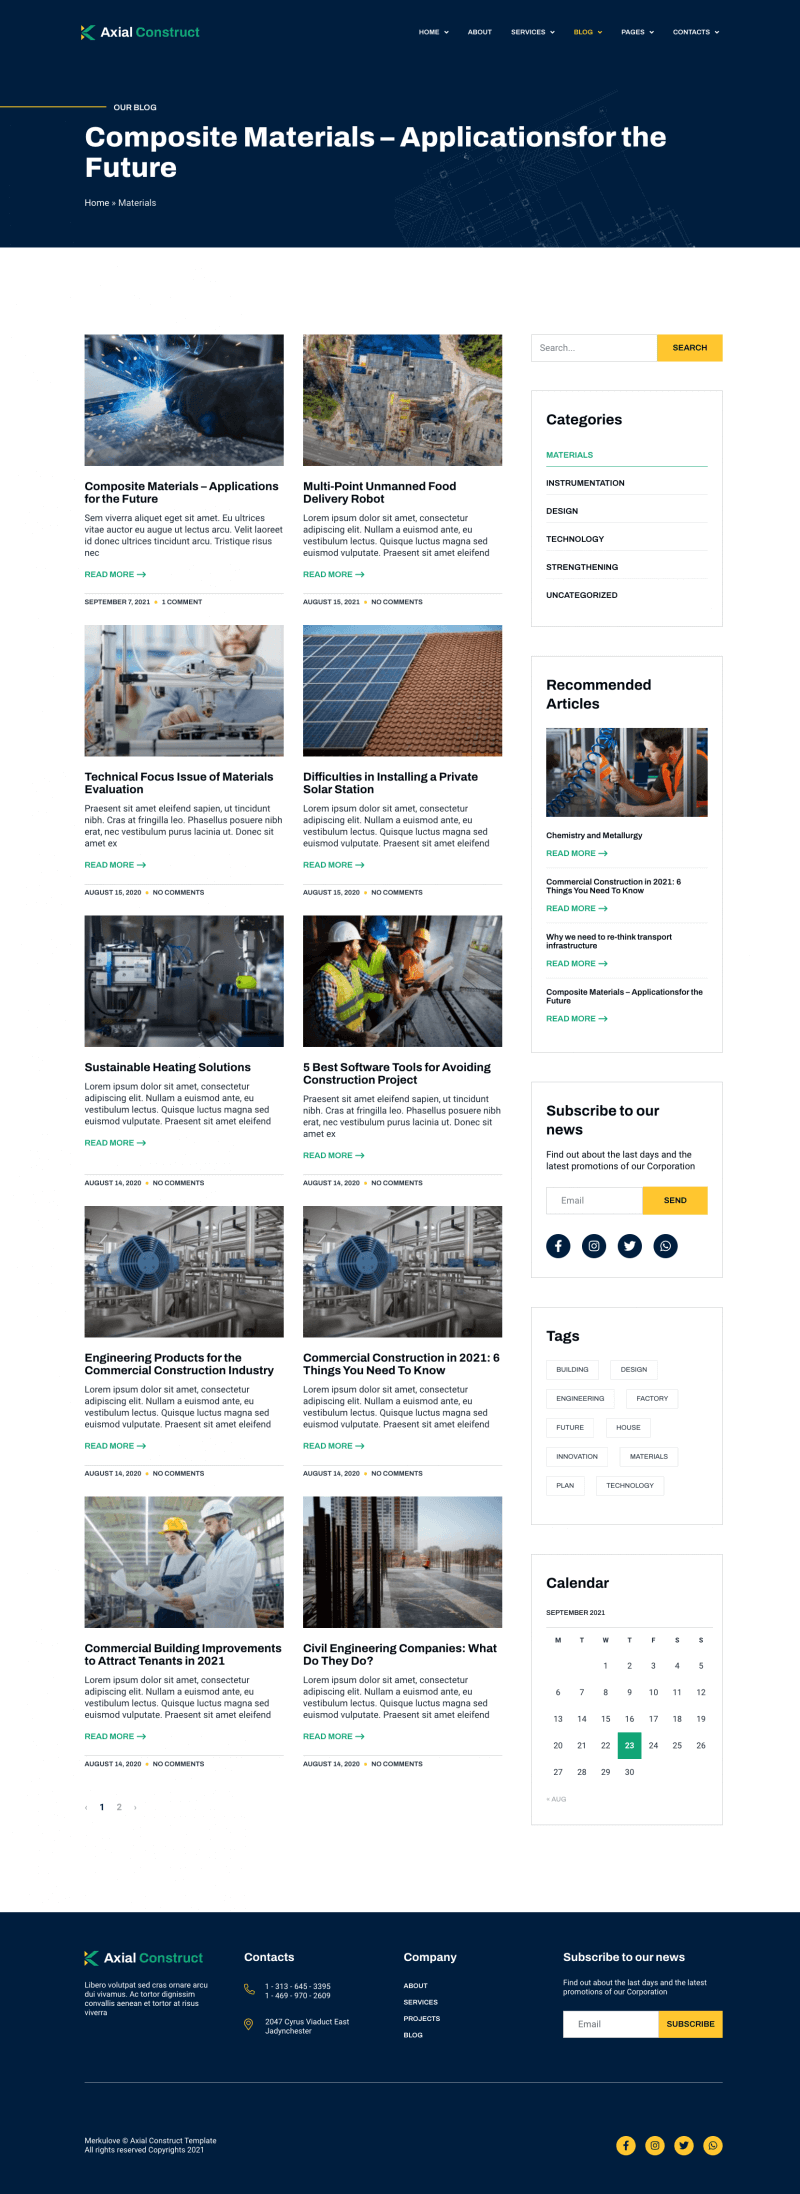 Axial Construct
HOME
ABOUT
SERVICES
BLOG
PAGES
CONTACTS
OUR BLOG
Composite Materials – Applicationsfor the
Future
Home » Materials
Composite Materials – Applications
for the Future
Sem viverra aliquet eget sit amet. Eu ultrices
vitae auctor eu augue ut lectus arcu. Velit laoreet
id donec ultrices tincidunt arcu. Tristique risus
nec
READ MORE
SEPTEMBER 7, 2021 • 1 COMMENT
Multi-Point Unmanned Food
Delivery Robot
Lorem ipsum dolor sit amet, consectetur
adipiscing elit. Nullam a euismod ante, eu
vestibulum lectus. Quisque luctus magna sed
euismod vulputate. Praesent sit amet eleifend
READ MORE
AUGUST 15, 2021 • NO COMMENTS
Technical Focus Issue of Materials
Evaluation
Praesent sit amet eleifend sapien, ut tincidunt
nibh. Cras at fringilla leo. Phasellus posuere nibh
erat, nec vestibulum purus lacinia ut. Donec sit
amet ex
READ MORE
AUGUST 15, 2020 • NO COMMENTS
Difficulties in Installing a Private
Solar Station
Lorem ipsum dolor sit amet, consectetur
adipiscing elit. Nullam a euismod ante, eu
vestibulum lectus. Quisque luctus magna sed
euismod vulputate. Praesent sit amet eleifend
READ MORE
AUGUST 15, 2020 • NO COMMENTS
Sustainable Heating Solutions
Lorem ipsum dolor sit amet, consectetur
adipiscing elit. Nullam a euismod ante, eu
vestibulum lectus. Quisque luctus magna sed
euismod vulputate. Praesent sit amet eleifend
READ MORE
AUGUST 14, 2020 • NO COMMENTS
5 Best Software Tools for Avoiding
Construction Project
Praesent sit amet eleifend sapien, ut tincidunt
nibh. Cras at fringilla leo. Phasellus posuere nibh
erat, nec vestibulum purus lacinia ut. Donec sit
amet ex
READ MORE
AUGUST 14, 2020 • NO COMMENTS
Engineering Products for the
Commercial Construction Industry
Lorem ipsum dolor sit amet, consectetur
adipiscing elit. Nullam a euismod ante, eu
vestibulum lectus. Quisque luctus magna sed
euismod vulputate. Praesent sit amet eleifend
READ MORE
AUGUST 14, 2020 • NO COMMENTS
Commercial Construction in 2021: 6
Things You Need To Know
Lorem ipsum dolor sit amet, consectetur
adipiscing elit. Nullam a euismod ante, eu
vestibulum lectus. Quisque luctus magna sed
euismod vulputate. Praesent sit amet eleifend
READ MORE
AUGUST 14, 2020 • NO COMMENTS
Commercial Building Improvements
to Attract Tenants in 2021
Lorem ipsum dolor sit amet, consectetur
adipiscing elit. Nullam a euismod ante, eu
vestibulum lectus. Quisque luctus magna sed
euismod vulputate. Praesent sit amet eleifend
READ MORE
AUGUST 14, 2020 • NO COMMENTS
Civil Engineering Companies: What
Do They Do?
Lorem ipsum dolor sit amet, consectetur
adipiscing elit. Nullam a euismod ante, eu
vestibulum lectus. Quisque luctus magna sed
euismod vulputate. Praesent sit amet eleifend
READ MORE
AUGUST 14, 2020 • NO COMMENTS
‹ 1 2 ›
Search...
SEARCH
Categories
MATERIALS
INSTRUMENTATION
DESIGN
TECHNOLOGY
STRENGTHENING
UNCATEGORIZED
Recommended
Articles
Chemistry and Metallurgy
READ MORE
Commercial Construction in 2021: 6
Things You Need To Know
READ MORE
Why we need to re-think transport
infrastructure
READ MORE
Composite Materials – Applicationsfor the
Future
READ MORE
Subscribe to our
news
Find out about the last days and the
latest promotions of our Corporation
Email
SEND
Tags
BUILDING DESIGN
ENGINEERING FACTORY
FUTURE HOUSE
INNOVATION MATERIALS
PLAN TECHNOLOGY
Calendar
SEPTEMBER 2021
M T W T F S S
1 2 3 4 5
6 7 8 9 10 11 12
13 14 15 16 17 18 19
20 21 22 23 24 25 26
27 28 29 30
« AUG
Axial Construct
Libero volutpat sed cras ornare arcu
dui vivamus. Ac tortor dignissim
convallis aenean et tortor at risus
viverra
Contacts
1 - 313 - 645 - 3395
1 - 469 - 970 - 2609
2047 Cyrus Viaduct East
Jadynchester
Company
ABOUT
SERVICES
PROJECTS
BLOG
Subscribe to our news
Find out about the last days and the latest
promotions of our Corporation
Email
SUBSCRIBE
Merkulove © Axial Construct Template
All rights reserved Copyrights 2021